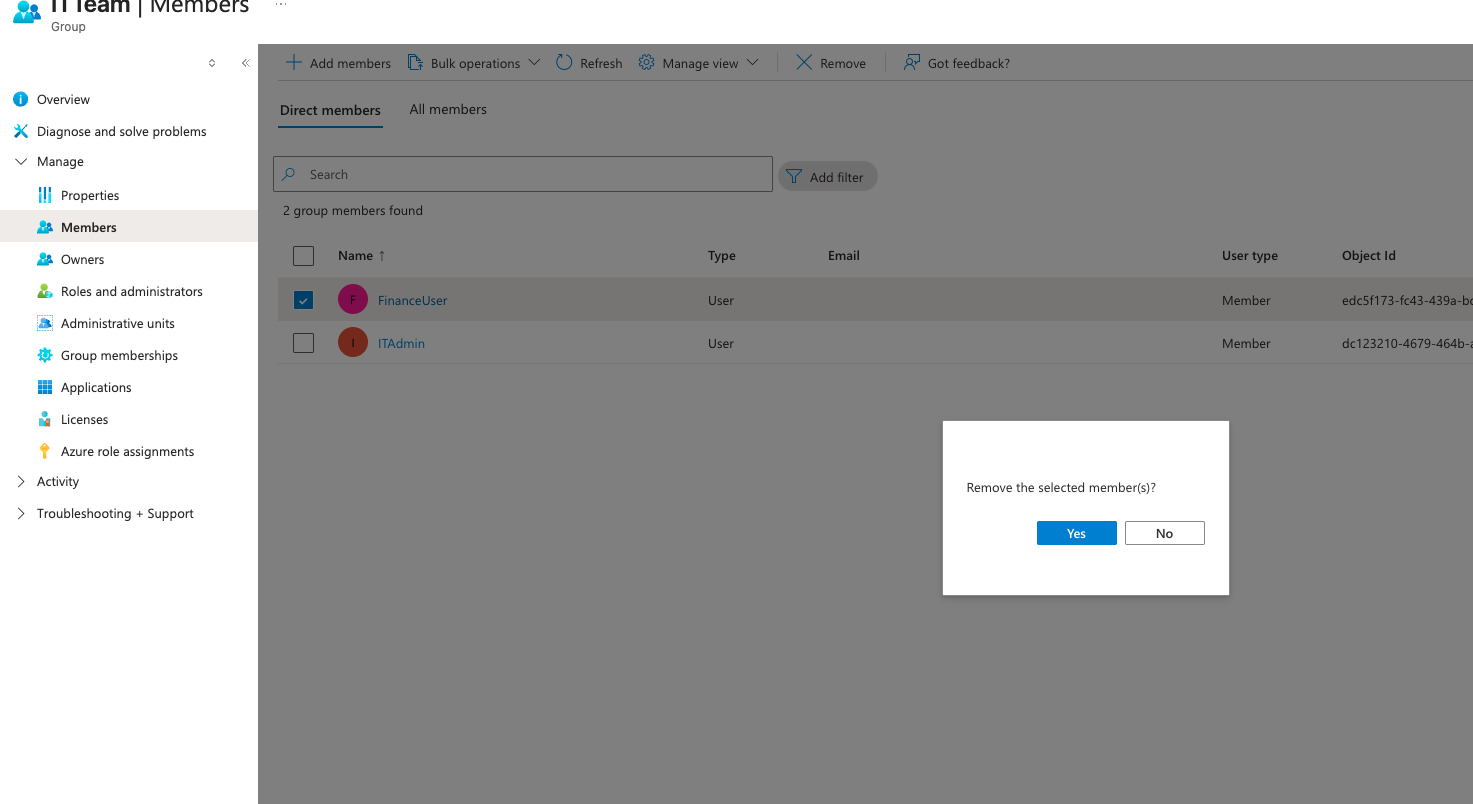 IT Team | Members ...
Group
Overview
Diagnose and solve problems
Manage
Properties
Members
Owners
Roles and administrators
Administrative units
Group memberships
Applications
Licenses
Azure role assignments
Activity
Troubleshooting + Support
Add members Bulk operations Refresh Manage view Remove Got feedback?
Direct members All members
Search Add filter
2 group members found
Name ↑ Type Email User type Object Id
F FinanceUser User Member edc5f173-fc43-439a-
I ITAdmin User Member dc123210-4679-464b-
Remove the selected member(s)?
Yes No